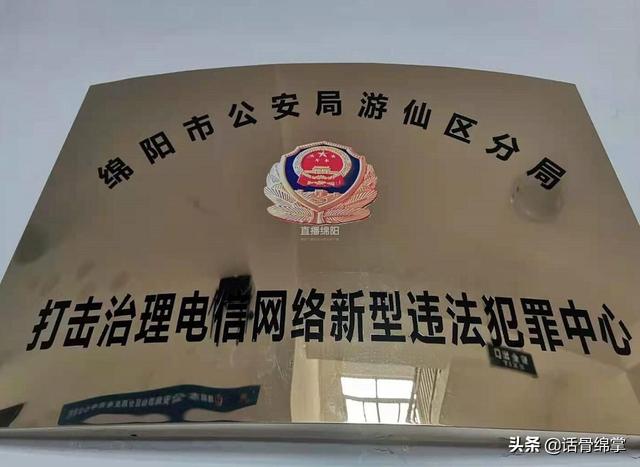 绵阳市公安局游仙区分局
直播绵阳
打击治理电信网络新型违法犯罪中心
头条 @话骨绵掌